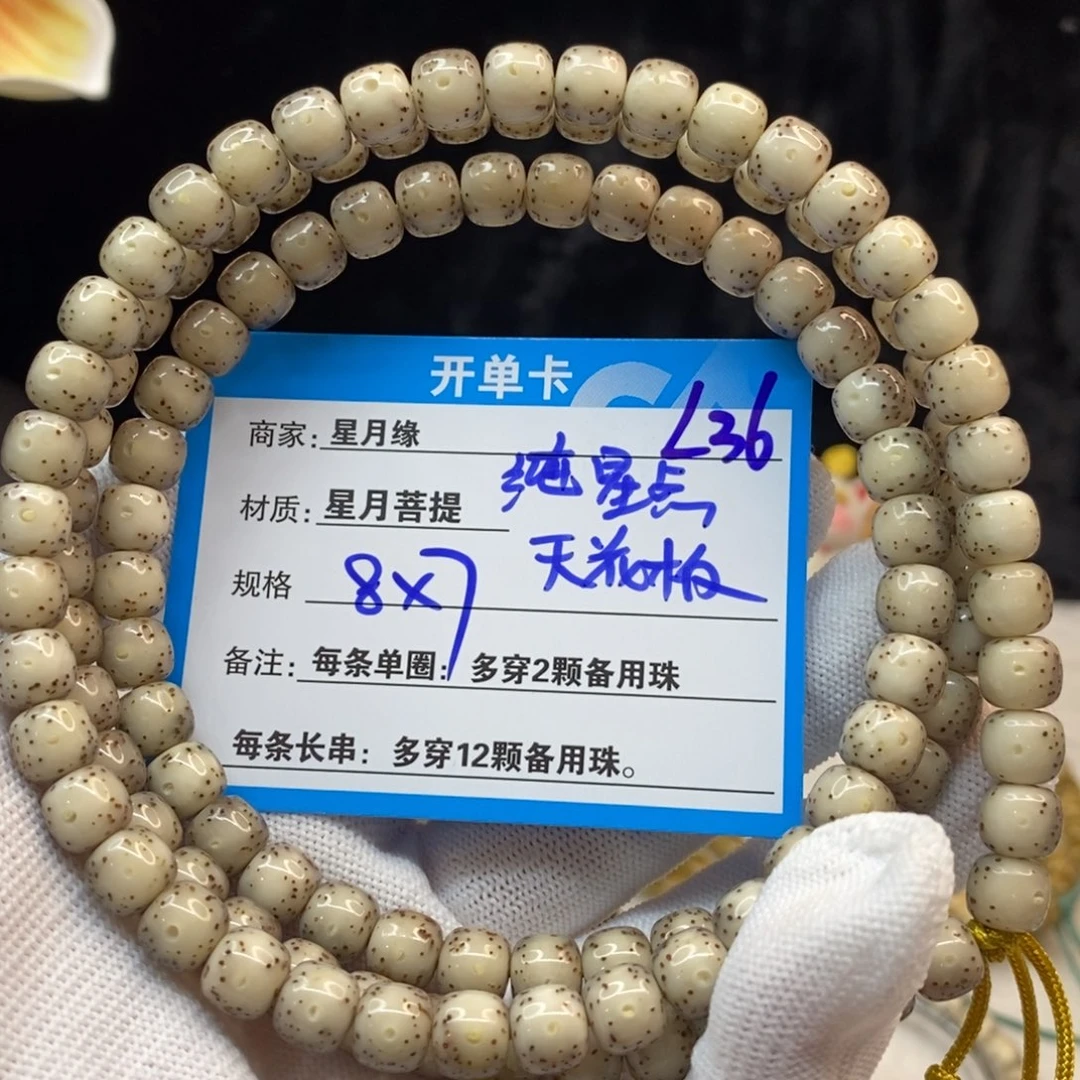 开单卡
L36
商家：星月缘
纯星点
材质：星月菩提
天花板
规格 8×7
备注：每条单圈：多穿2颗备用珠
每条长串：多穿12颗备用珠。